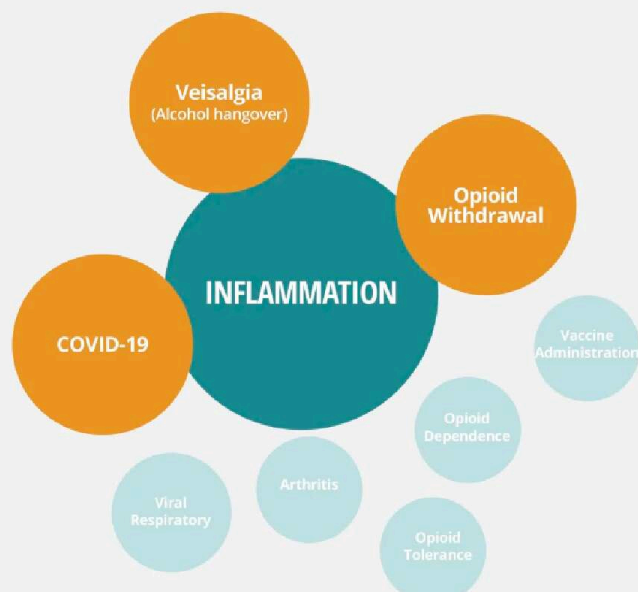 Veisalgia
(Alcohol hangover)
Opioid
Withdrawal
INFLAMMATION
COVID-19
Vaccine
Administration
Opioid
Dependence
Arthritis
Viral
Respiratory
Opioid
Tolerance